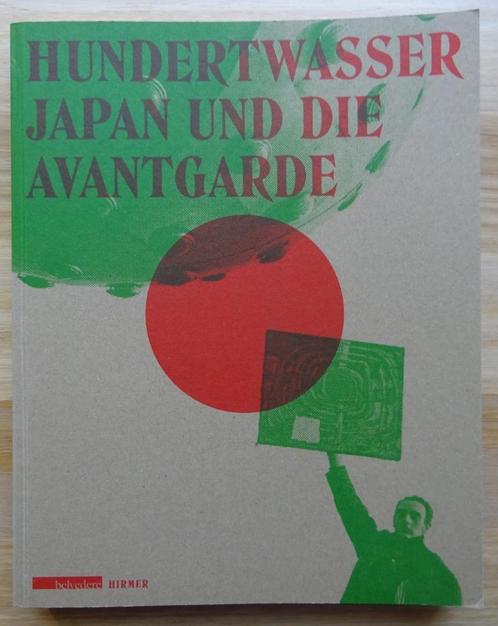 HUNDERTWASSER
JAPAN UND DIE
AVANTGARDE
belvedere HIRMER